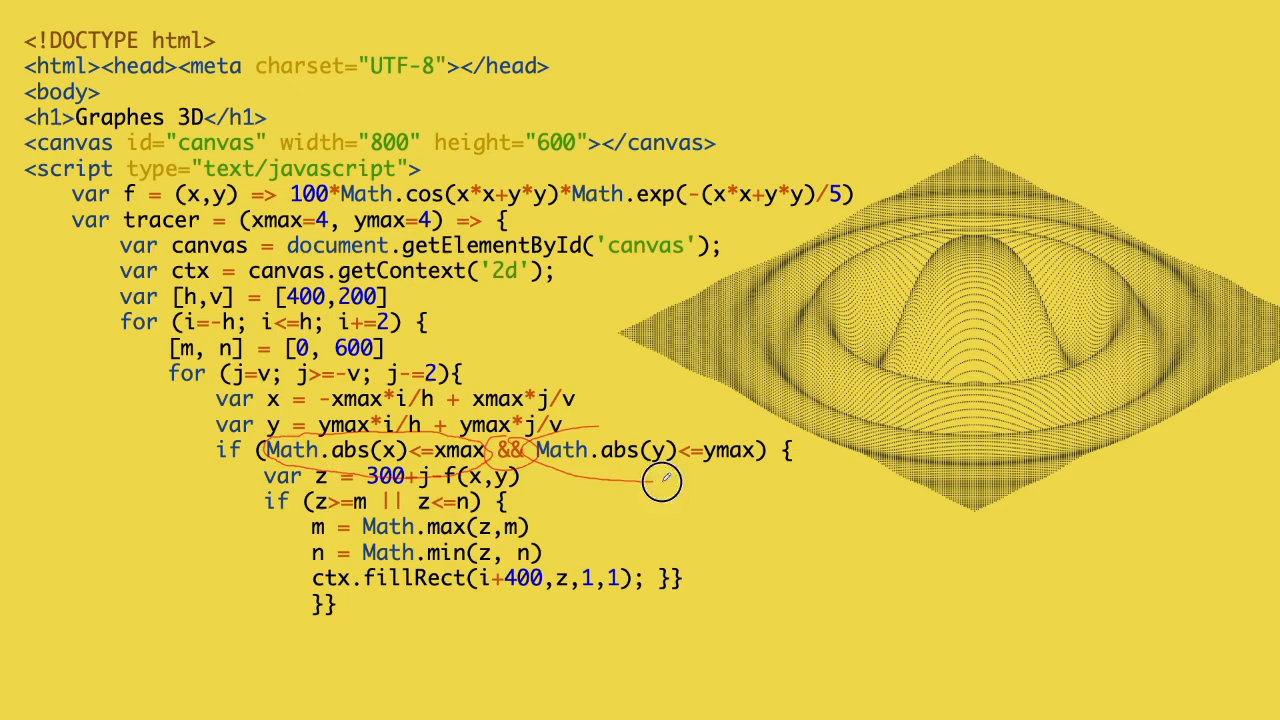 <!DOCTYPE html>
<html><head><meta charset="UTF-8"></head>
<body>
<h1>Graphes 3D</h1>
<canvas id="canvas" width="800" height="600"></canvas>
<script type="text/javascript">
var f = (x,y) => 100*Math.cos(x*x+y*y)*Math.exp(-(x*x+y*y)/5)
var tracer = (xmax=4, ymax=4) => {
var canvas = document.getElementById('canvas');
var ctx = canvas.getContext('2d');
var [h,v] = [400,200]
for (i=-h; i<=h; i+=2) {
[m, n] = [0, 600]
for (j=v; j>=-v; j-=2){
var x = -xmax*i/h + xmax*j/v
var y = ymax*i/h + ymax*j/v
if (Math.abs(x)<=xmax && Math.abs(y)<=ymax) {
var z = 300+j-f(x,y)
if (z>=m || z<=n) {
m = Math.max(z,m)
n = Math.min(z, n)
ctx.fillRect(i+400,z,1,1); }}
}}